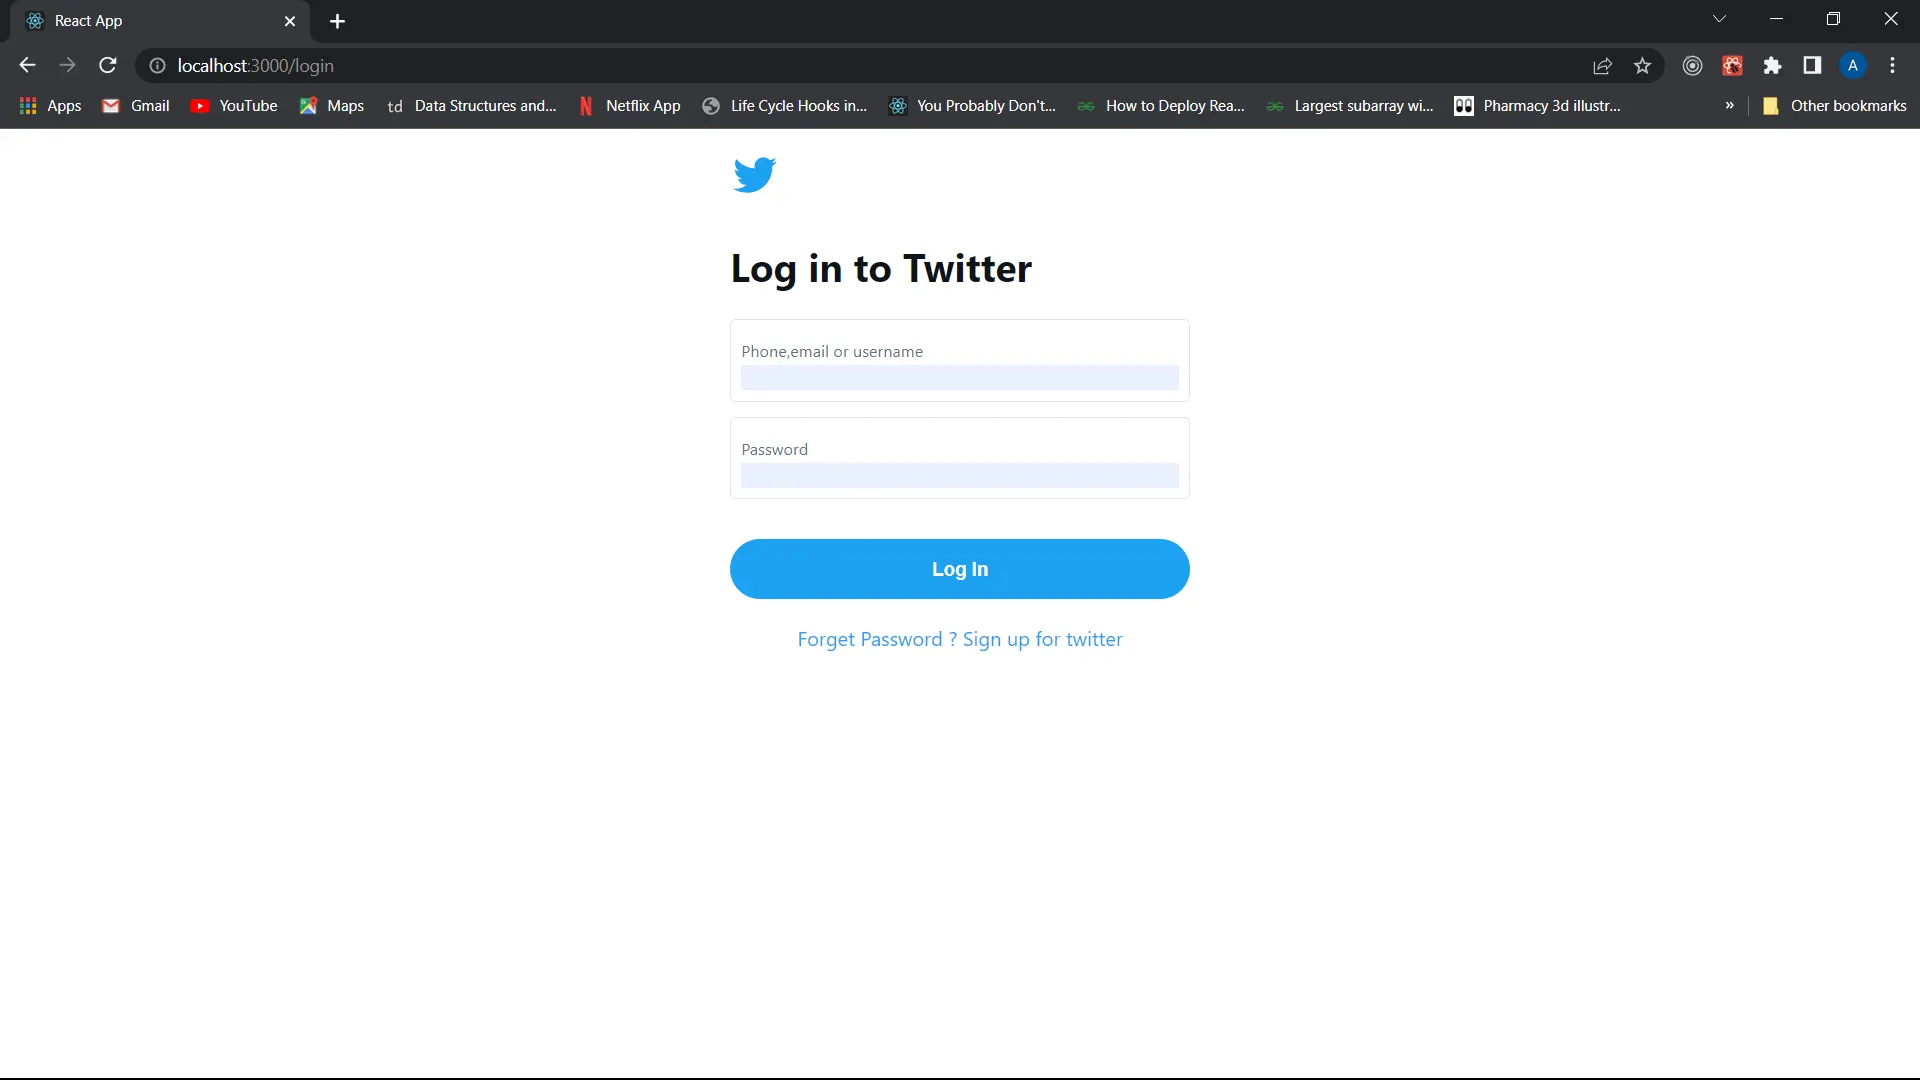 React App
localhost:3000/login
A
Apps Gmail YouTube Maps td Data Structures and... Netflix App Life Cycle Hooks in... You Probably Don't... How to Deploy Rea... Largest subarray wi... Pharmacy 3d illustr... » Other bookmarks
Log in to Twitter
Phone,email or username
Password
Log In
Forget Password ? Sign up for twitter